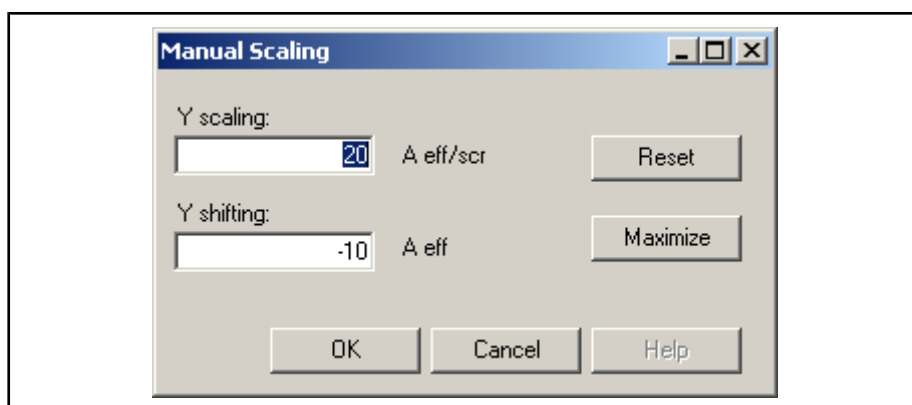 Manual Scaling
Y scaling:
20 A eff/scr
Reset
Y shifting:
-10 A eff
Maximize
OK Cancel Help